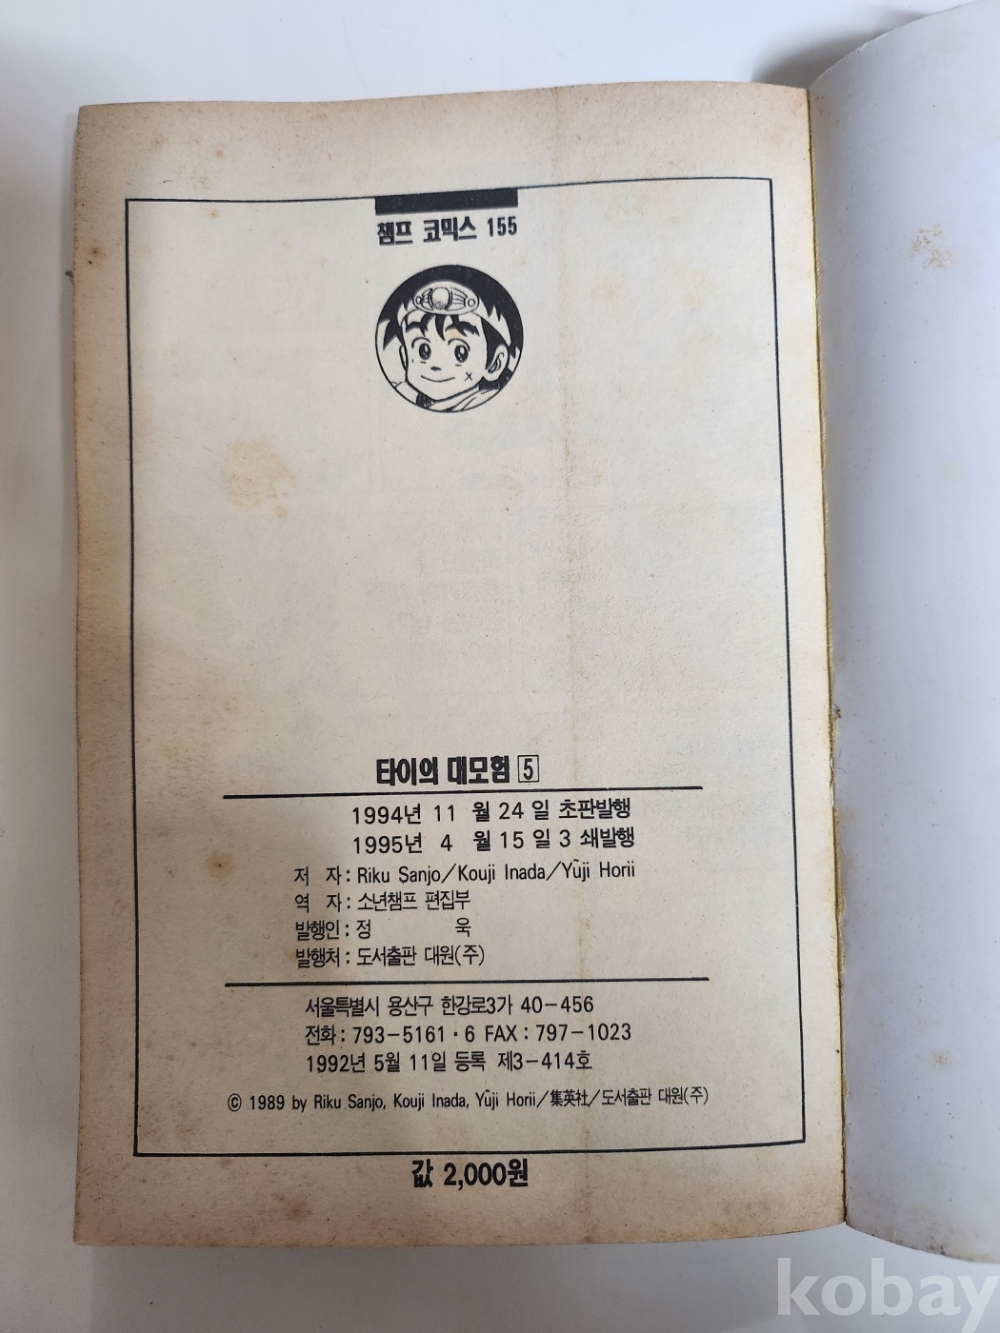 챔프 코믹스 155
타이의 대모험 5
1994년 11 월 24 일 초판발행
1995년 4 월 15 일 3 쇄발행
저 자 : Riku Sanjo/Kouji Inada/Yūji Horii
역 자 : 소년챔프 편집부
발행인 : 정 욱
발행처 : 도서출판 대원(주)
서울특별시 용산구 한강로3가 40-456
전화 : 793-5161 · 6 FAX : 797-1023
1992년 5월 11일 등록 제3-414호
© 1989 by Riku Sanjo, Kouji Inada, Yūji Horii/集英社/도서출판 대원(주)
값 2,000원
kobay